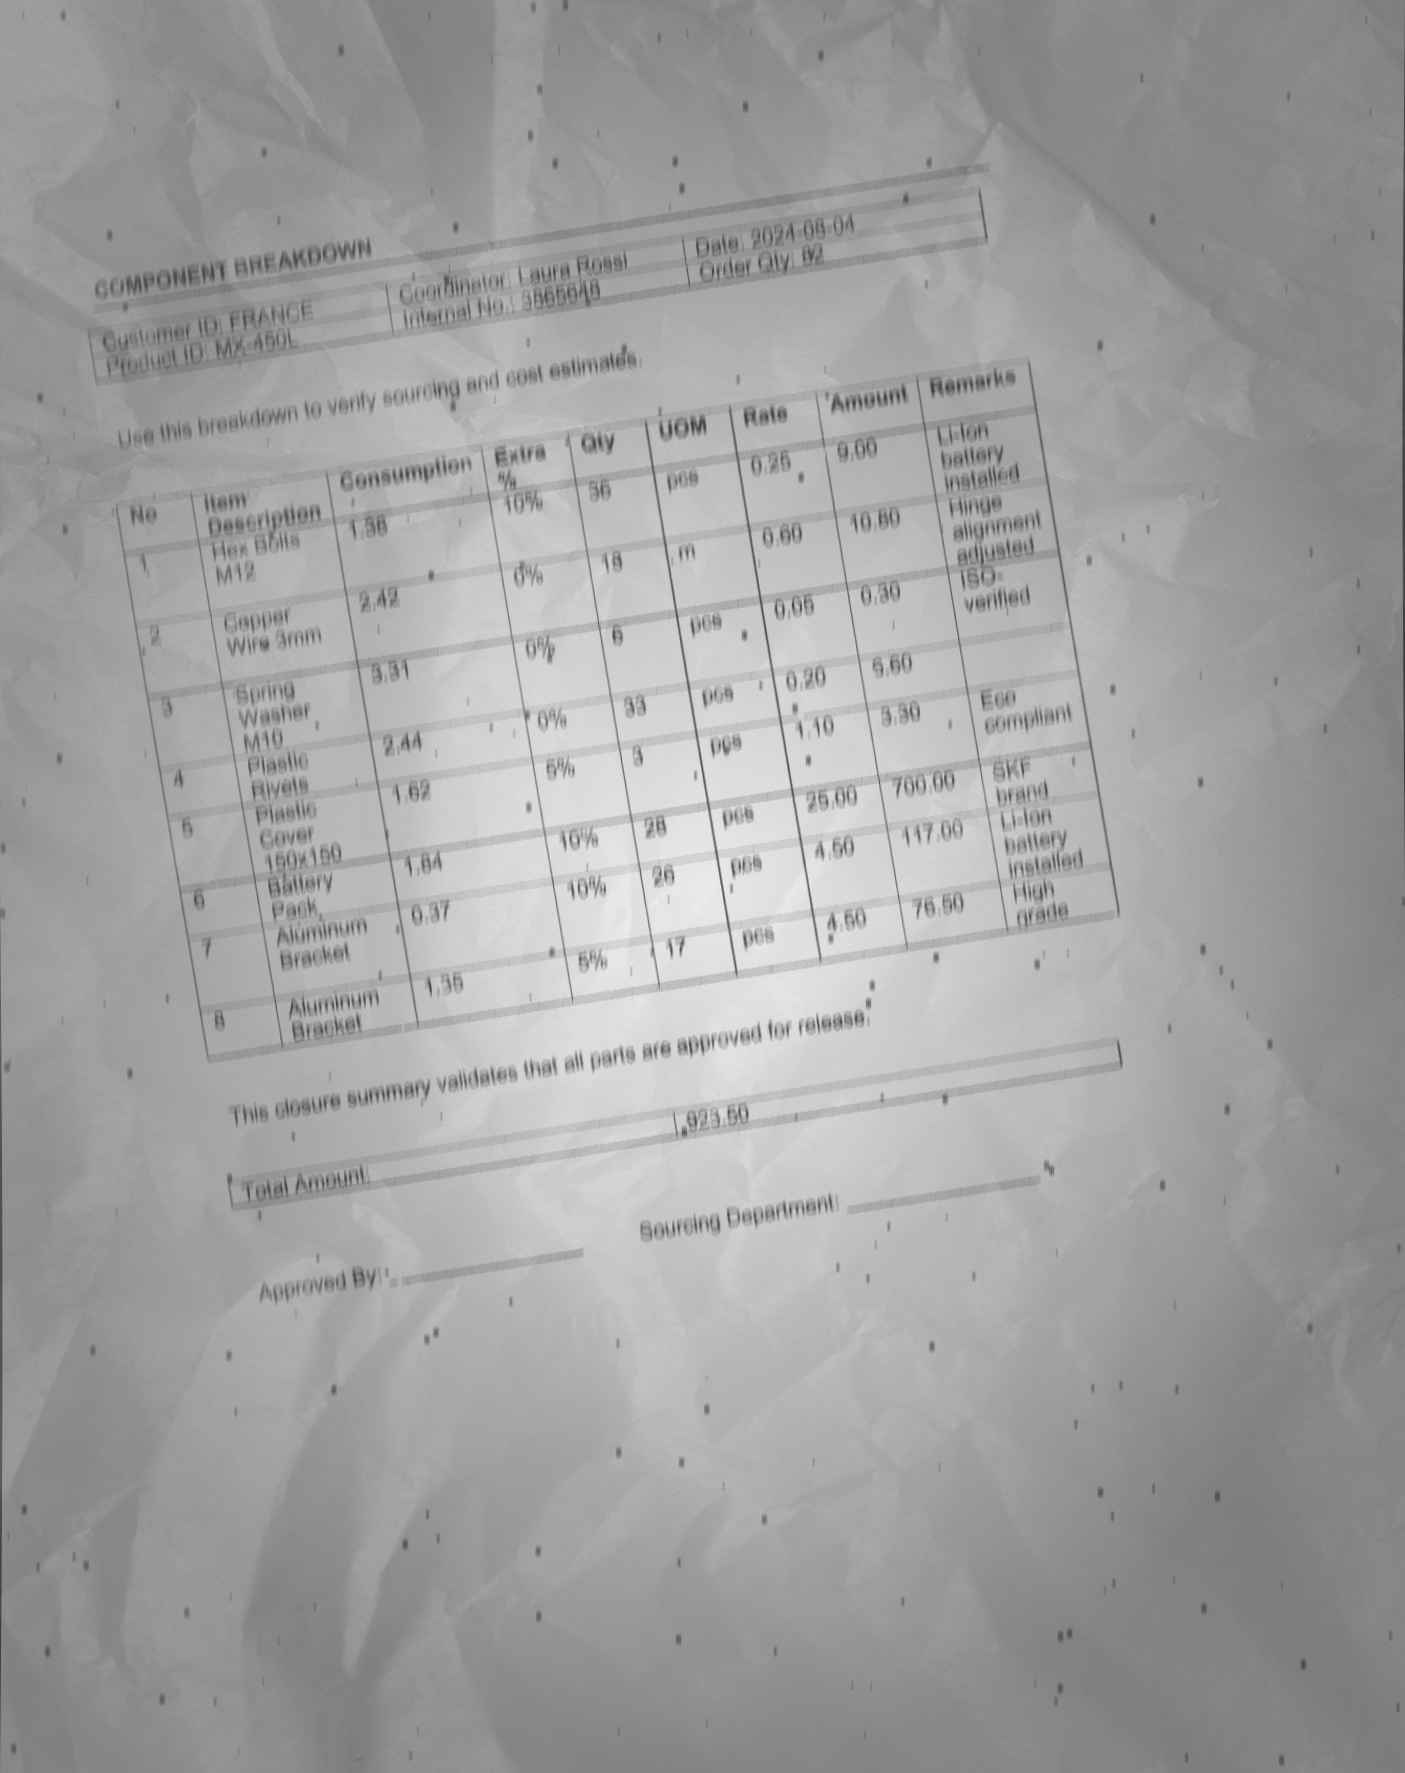 COMPONENT BREAKDOWN
Customer ID: FRANCE Coordinator: Laura Rossi Date: 2024-08-04
Product ID: MX-450L Internal No.: Order Qty: 82
Use this breakdown to verify sourcing and cost estimates.
No Item Description Consumption Extra % Qty UOM Rate Amount Remarks
1 Hex Bolts M12 1.36 10% 36 pcs 0.25 9.00 Li-Ion battery installed
2 Copper Wire 3mm 2.42 0% 18 m 0.60 10.80 Hinge alignment adjusted
3 Spring Washer M10 3.31 0% 6 pcs 0.05 0.30 ISO-verified
4 Plastic Rivets 2.44 0% 33 pcs 0.20 6.60
5 Plastic Cover 150x150 1.62 5% 3 pcs 1.10 3.30 Eco compliant
6 Battery Pack 1.84 10% 28 pcs 25.00 700.00 SKF brand
7 Aluminum Bracket 0.37 10% 26 pcs 4.50 117.00 Li-Ion battery installed
8 Aluminum Bracket 1.35 5% 17 pcs 4.50 76.50 High grade
This closure summary validates that all parts are approved for release.
Total Amount: 923.50
Approved By: Sourcing Department: